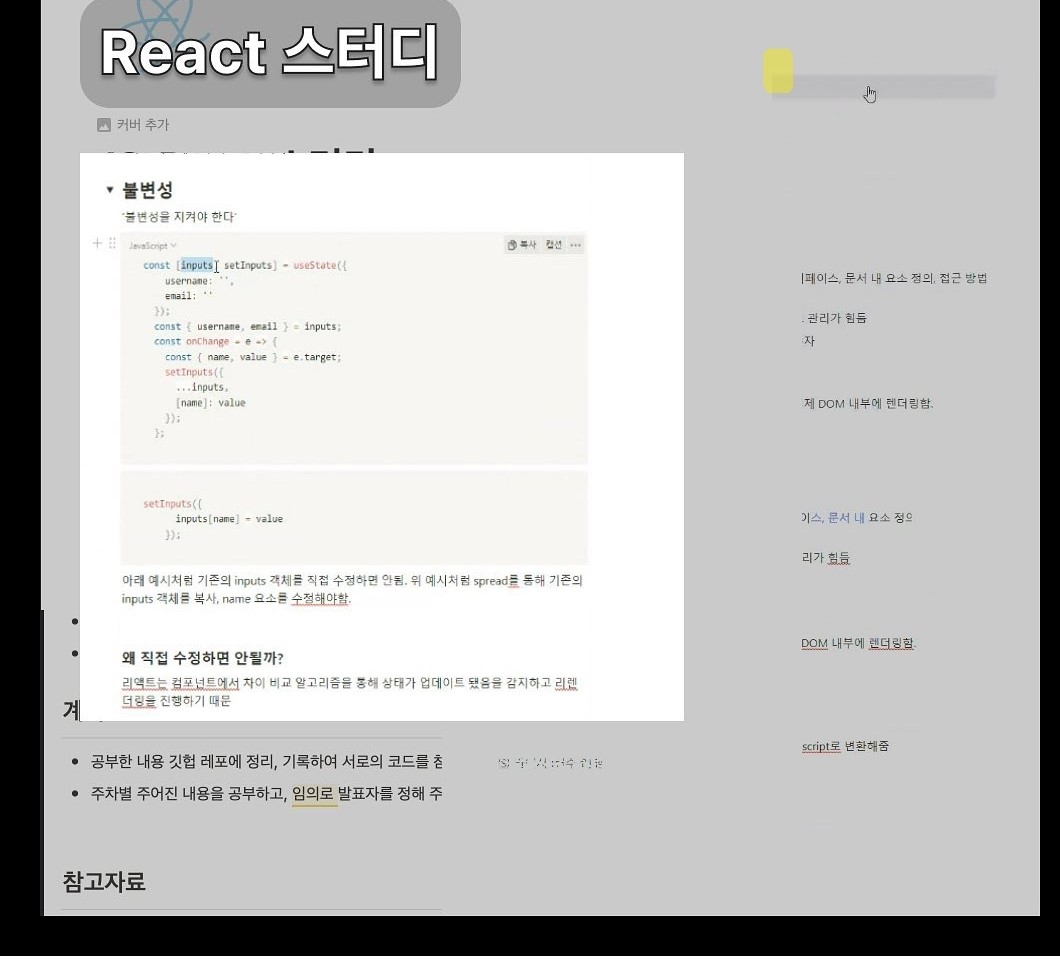 React 스터디
커버 추가
불변성
'불변성을 지켜야 한다'
JavaScript
복사 캡션 •••
const [inputs, setInputs] = useState({
username: '',
email: ''
});
const { username, email } = inputs;
const onChange = e => {
const { name, value } = e.target;
setInputs({
...inputs,
[name]: value
});
};
setInputs({
inputs[name] = value
});
아래 예시처럼 기존의 inputs 객체를 직접 수정하면 안됨. 위 예시처럼 spread를 통해 기존의
inputs 객체를 복사, name 요소를 수정해야함.
왜 직접 수정하면 안될까?
리액트는 컴포넌트에서 차이 비교 알고리즘을 통해 상태가 업데이트 됐음을 감지하고 리렌
더링을 진행하기 때문
계
공부한 내용 깃헙 레포에 정리, 기록하여 서로의 코드를 참
주차별 주어진 내용을 공부하고, 임의로 발표자를 정해 주
참고자료
페이스, 문서 내 요소 정의, 접근 방법
. 관리가 힘듬
자
제 DOM 내부에 렌더링함.
이스, 문서 내 요소 정의
리가 힘듬
DOM 내부에 렌더링함.
script로 변환해줌